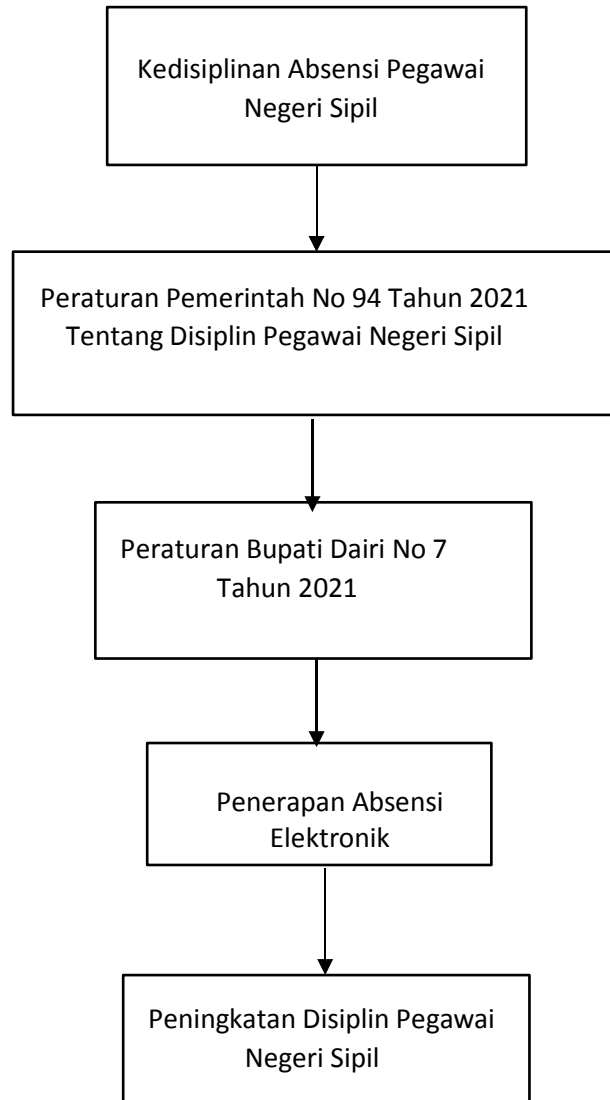 Kedisiplinan Absensi Pegawai
Negeri Sipil
Peraturan Pemerintah No 94 Tahun 2021
Tentang Disiplin Pegawai Negeri Sipil
Peraturan Bupati Dairi No 7
Tahun 2021
Penerapan Absensi
Elektronik
Peningkatan Disiplin Pegawai
Negeri Sipil